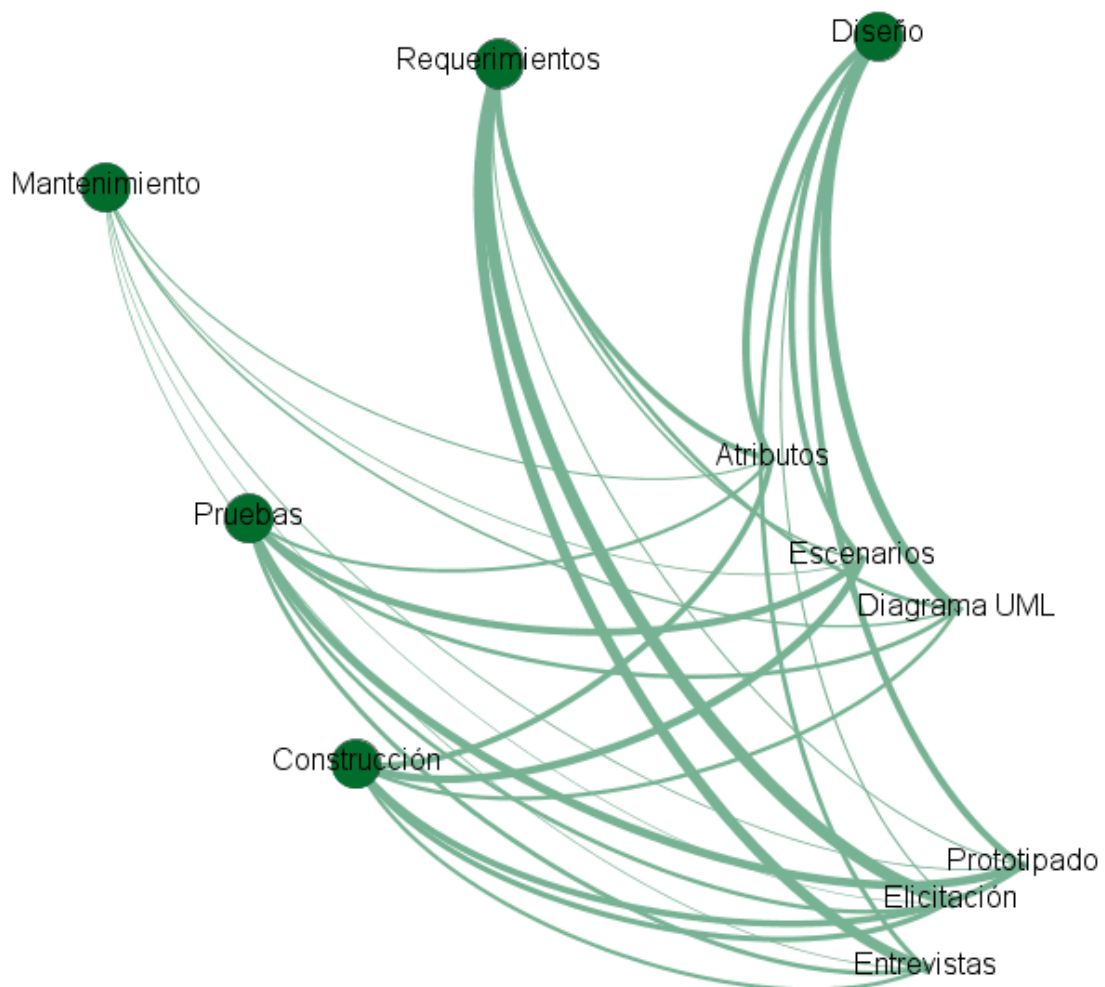 Diseño
Requerimientos
Mantenimiento
Atributos
Pruebas
Escenarios
Diagrama UML
Construcción
Prototipado
Elicitación
Entrevistas